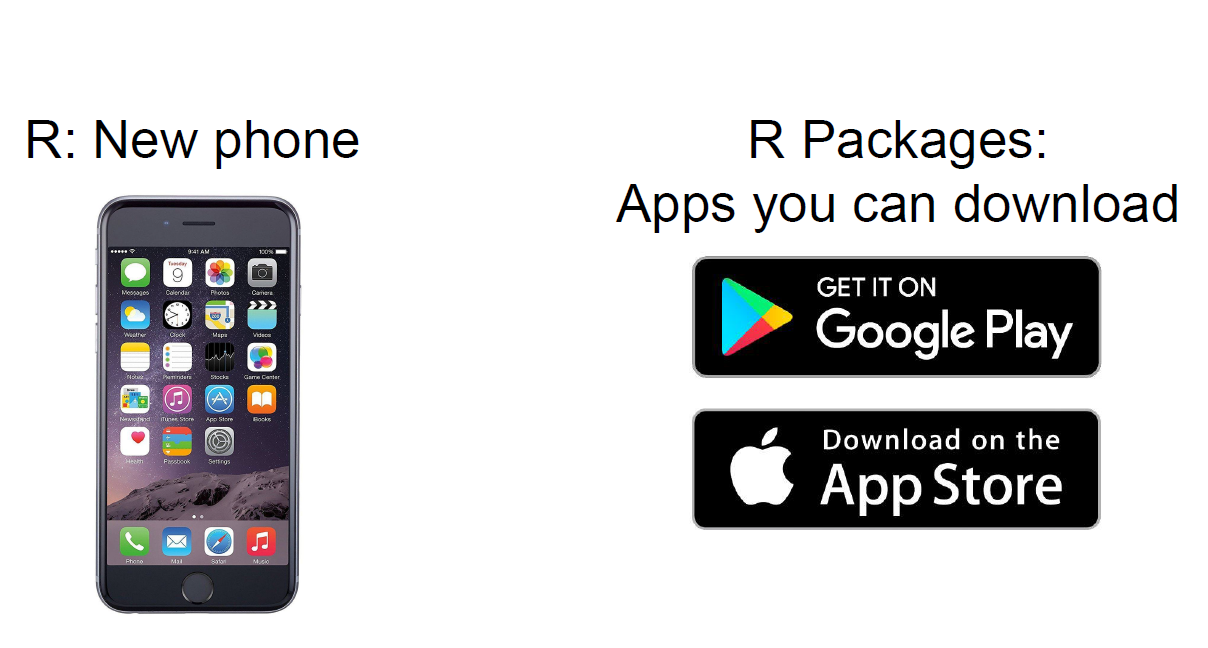 R: New phone
R Packages:
Apps you can download
9:41 AM
100%
Tuesday
9
Messages
Calendar
Photos
Camera
Weather
Clock
Maps
Videos
Notes
Reminders
Stocks
Game Center
Newsstand
iTunes Store
App Store
iBooks
Health
Passbook
Settings
Phone
Mail
Safari
Music
GET IT ON
Google Play
Download on the
App Store